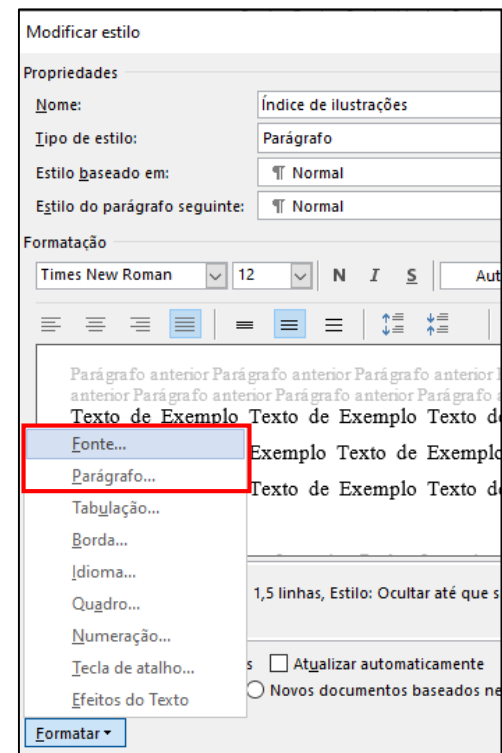 Modificar estilo
Propriedades
Nome: Índice de ilustrações
Tipo de estilo: Parágrafo
Estilo baseado em: ¶ Normal
Estilo do parágrafo seguinte: ¶ Normal
Formatação
Times New Roman 12 N I S Aut
Parágrafo anterior Parágrafo anterior Parágrafo anterior
anterior Parágrafo anterior Parágrafo anterior Parágrafo
Texto de Exemplo Texto de Exemplo Texto de
Fonte... Exemplo Texto de Exemplo
Parágrafo... Texto de Exemplo Texto de
Tabulação...
Borda...
Idioma...
Quadro... 1,5 linhas, Estilo: Ocultar até que s
Numeração...
Tecla de atalho... s Atualizar automaticamente
Efeitos do Texto Novos documentos baseados ne
Formatar